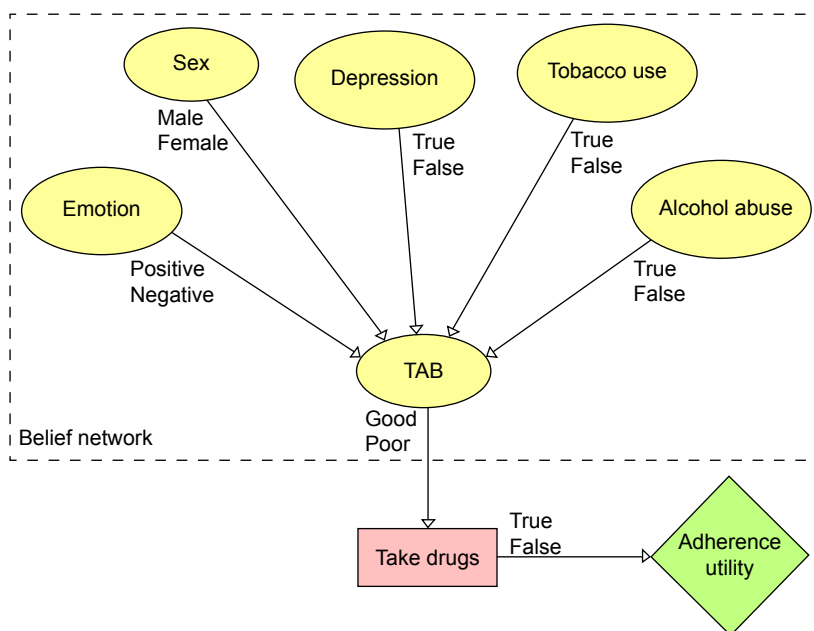 Sex
Male
Female
Depression
True
False
Tobacco use
True
False
Emotion
Positive
Negative
Alcohol abuse
True
False
TAB
Good
Poor
Belief network
Take drugs
True
False
Adherence
utility